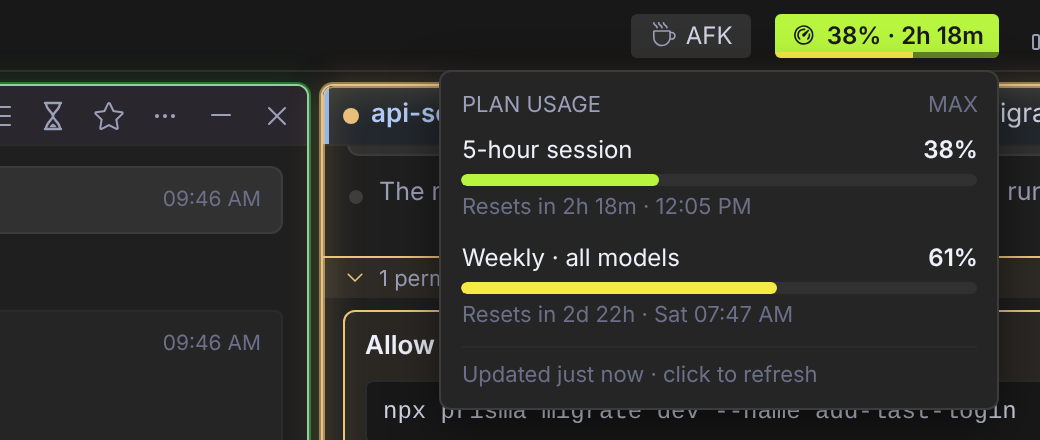 AFK
38% · 2h 18m
PLAN USAGE MAX
5-hour session 38%
Resets in 2h 18m · 12:05 PM
Weekly · all models 61%
Resets in 2d 22h · Sat 07:47 AM
Updated just now · click to refresh
09:46 AM
09:46 AM
The
1
Allow
npx prisma migrate dev --name add-last-login